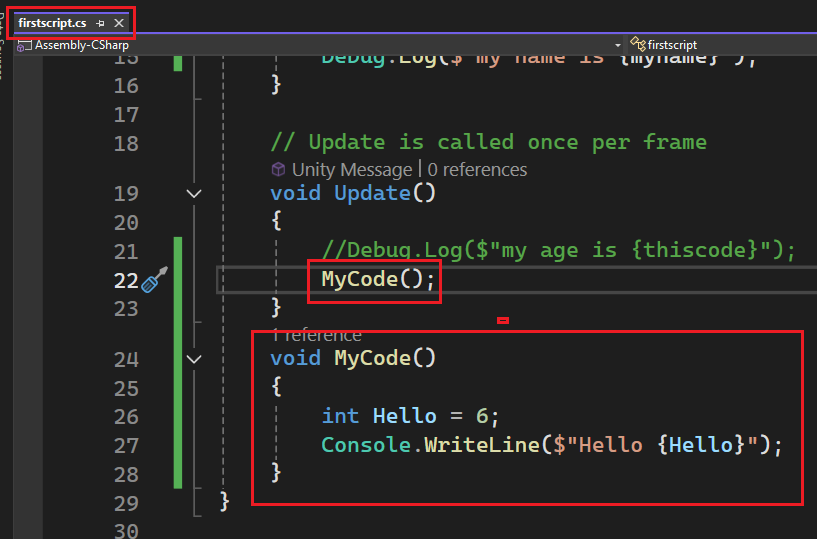 firstscript.cs
Assembly-CSharp
firstscript
15 Debug.Log($"my name is {myname}");
16 }
17
18 // Update is called once per frame
Unity Message | 0 references
19 void Update()
20 {
21 //Debug.Log($"my age is {thiscode}");
22 MyCode();
23 }
1 reference
24 void MyCode()
25 {
26 int Hello = 6;
27 Console.WriteLine($"Hello {Hello}");
28 }
29 }
30